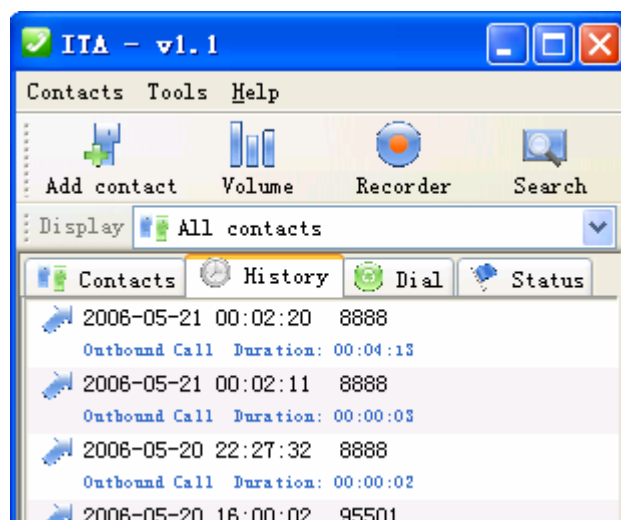 ITA - v1.1
Contacts Tools Help
Add contact Volume Recorder Search
Display All contacts
Contacts History Dial Status
2006-05-21 00:02:20 8888
Outbound Call Duration: 00:04:13
2006-05-21 00:02:11 8888
Outbound Call Duration: 00:00:03
2006-05-20 22:27:32 8888
Outbound Call Duration: 00:00:02
2006-05-20 16:00:02 95501